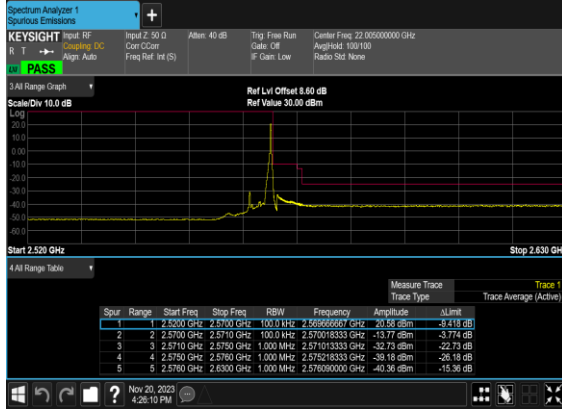 Spectrum Analyzer 1
Spurious Emissions
KEYSIGHT
R T
PASS
Input: RF
Coupling: DC
Align: Auto
Input Z: 50 Ω
Corr CCorr
Freq Ref: Int (S)
Atten: 40 dB
Trig: Free Run
Gate: Off
IF Gain: Low
Center Freq: 22.005000000 GHz
Avg|Hold: 100/100
Radio Std: None
3 All Range Graph
Scale/Div 10.0 dB
Ref Lvl Offset 8.60 dB
Ref Value 30.00 dBm
Log
20.0
10.0
0.00
-10.0
-20.0
-30.0
-40.0
-50.0
-60.0
Start 2.520 GHz
Stop 2.630 GH
4 All Range Table
Measure Trace Trace 1
Trace Type Trace Average (Active)
Spur Range Start Freq Stop Freq RBW Frequency Amplitude ΔLimit
1 1 2.5200 GHz 2.5700 GHz 100.0 kHz 2.569666667 GHz 20.58 dBm -9.418 dB
2 2 2.5700 GHz 2.5710 GHz 100.0 kHz 2.570018333 GHz -13.77 dBm -3.774 dB
3 3 2.5710 GHz 2.5750 GHz 1.000 MHz 2.571013333 GHz -32.73 dBm -22.73 dB
4 4 2.5750 GHz 2.5760 GHz 1.000 MHz 2.575218333 GHz -39.18 dBm -26.18 dB
5 5 2.5760 GHz 2.6300 GHz 1.000 MHz 2.576090000 GHz -40.36 dBm -15.36 dB
Nov 20, 2023
4:26:10 PM